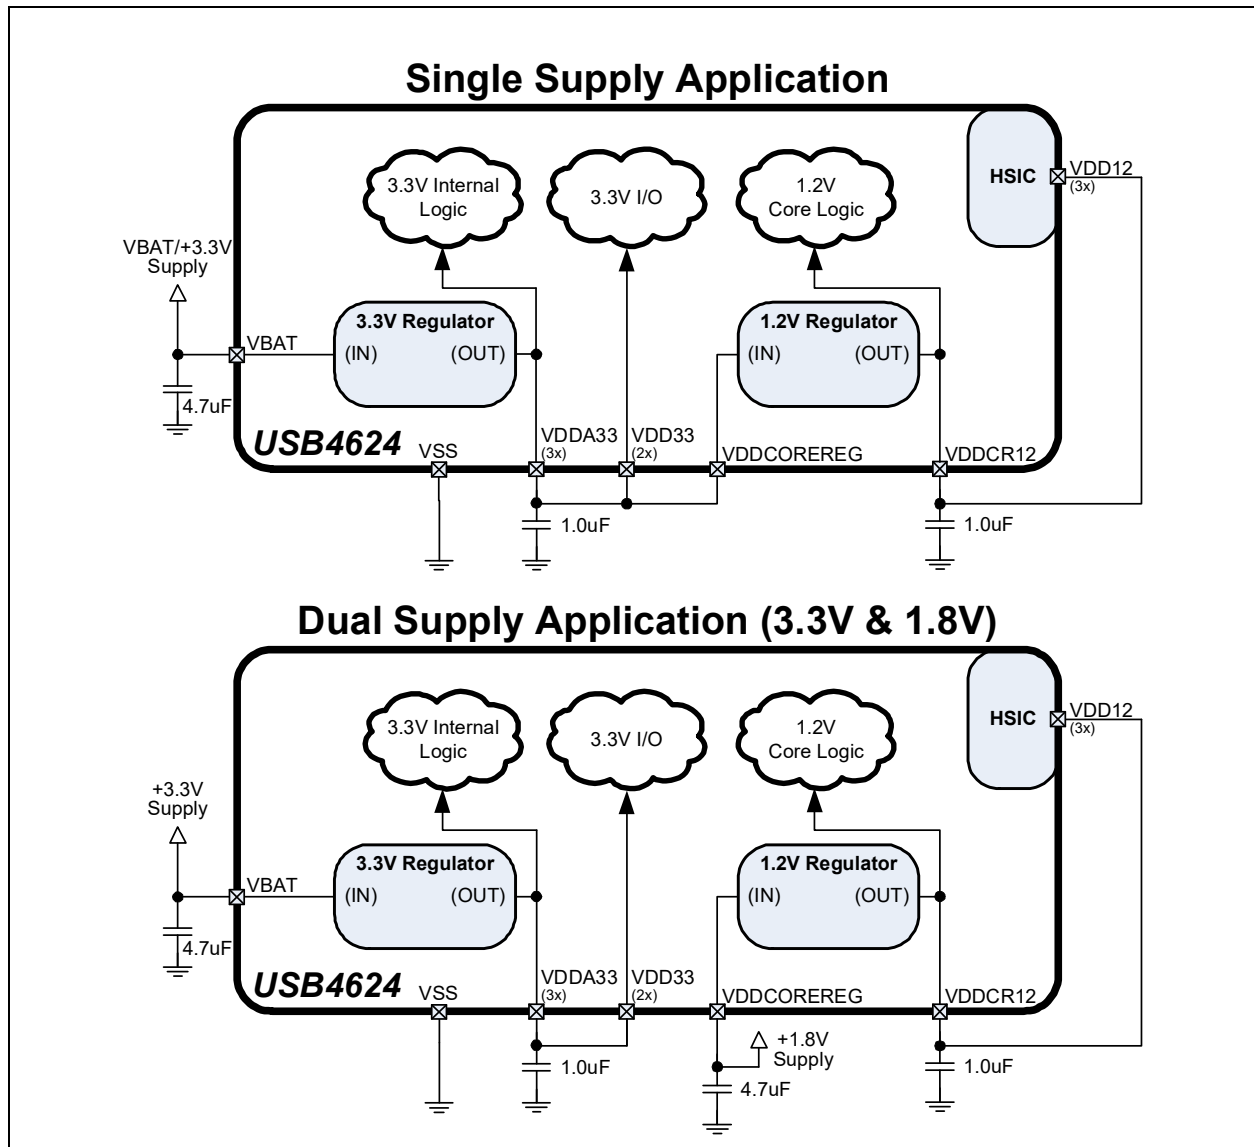 Single Supply Application
3.3V Internal
Logic
3.3V I/O
1.2V
Core Logic
HSIC
VDD12
(3x)
VBAT/+3.3V
Supply
3.3V Regulator
1.2V Regulator
VBAT
(IN)
(OUT)
(IN)
(OUT)
4.7uF
USB4624
VSS
VDDA33
(3x)
VDD33
(2x)
VDDCOREREG
VDDCR12
1.0uF
1.0uF
Dual Supply Application (3.3V & 1.8V)
3.3V Internal
Logic
3.3V I/O
1.2V
Core Logic
HSIC
VDD12
(3x)
+3.3V
Supply
3.3V Regulator
1.2V Regulator
VBAT
(IN)
(OUT)
(IN)
(OUT)
4.7uF
USB4624
VSS
VDDA33
(3x)
VDD33
(2x)
VDDCOREREG
VDDCR12
1.0uF
+1.8V
Supply
4.7uF
1.0uF